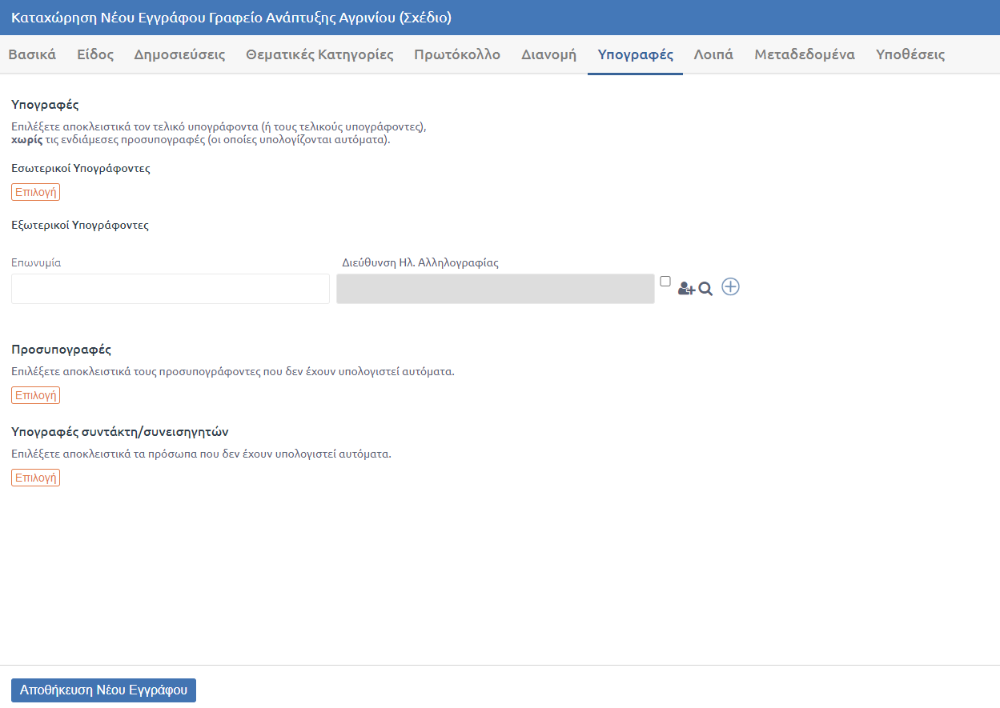 Καταχώρηση Νέου Εγγράφου Γραφείο Ανάπτυξης Αγρινίου (Σχέδιο)
Βασικά Είδος Δημοσιεύσεις Θεματικές Κατηγορίες Πρωτόκολλο Διανομή Υπογραφές Λοιπά Μεταδεδομένα Υποθέσεις
Υπογραφές
Επιλέξετε αποκλειστικά τον τελικό υπογράφοντα (ή τους τελικούς υπογράφοντες),
χωρίς τις ενδιάμεσες προσυπογραφές (οι οποίες υπολογίζονται αυτόματα).
Εσωτερικοί Υπογράφοντες
Επιλογή
Εξωτερικοί Υπογράφοντες
Επωνυμία Διεύθυνση Ηλ. Αλληλογραφίας
Προσυπογραφές
Επιλέξετε αποκλειστικά τους προσυπογράφοντες που δεν έχουν υπολογιστεί αυτόματα.
Επιλογή
Υπογραφές συντάκτη/συνεισηγητών
Επιλέξετε αποκλειστικά τα πρόσωπα που δεν έχουν υπολογιστεί αυτόματα.
Επιλογή
Αποθήκευση Νέου Εγγράφου